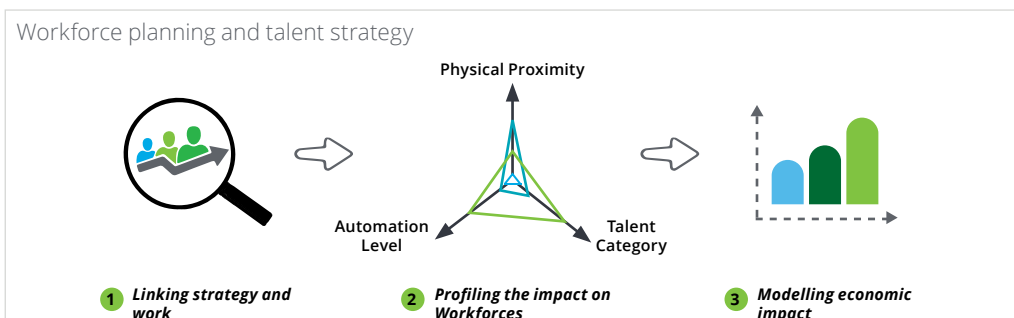 Workforce planning and talent strategy
Physical Proximity
Automation
Level
Talent
Category
1 Linking strategy and
work
2 Profiling the impact on
Workforces
3 Modelling economic
impact